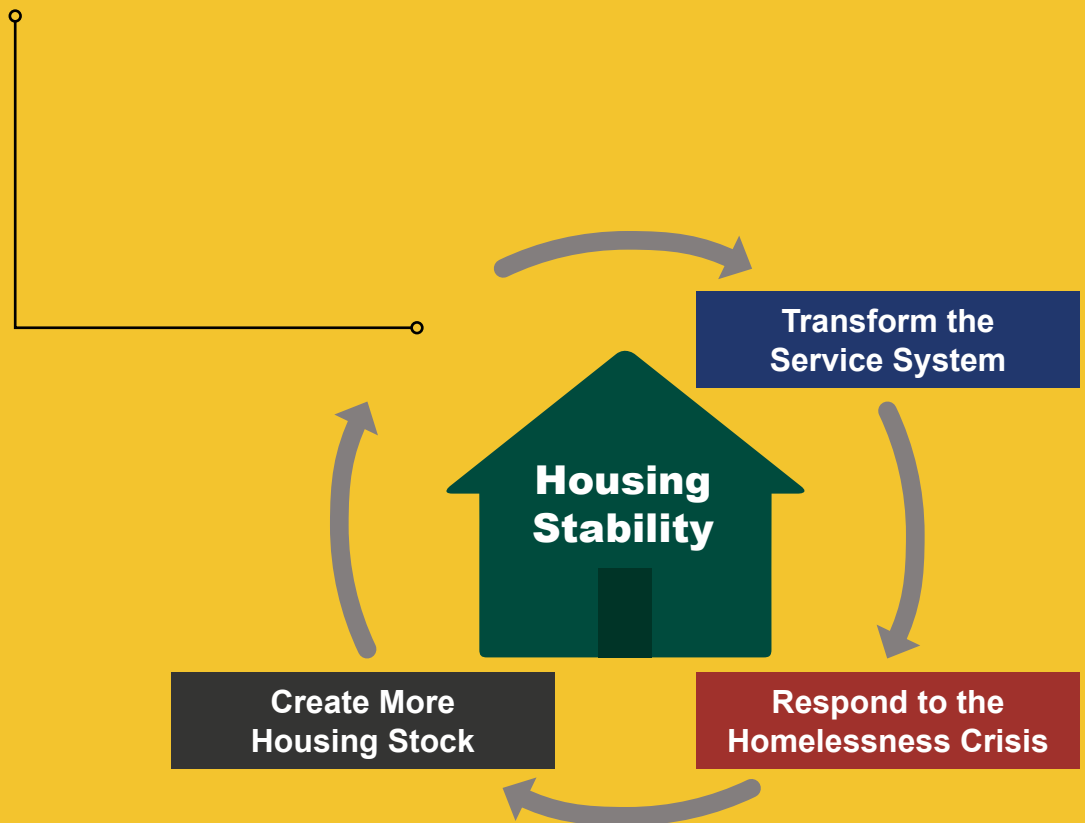 Transform the
Service System
Housing
Stability
Create More
Housing Stock
Respond to the
Homelessness Crisis